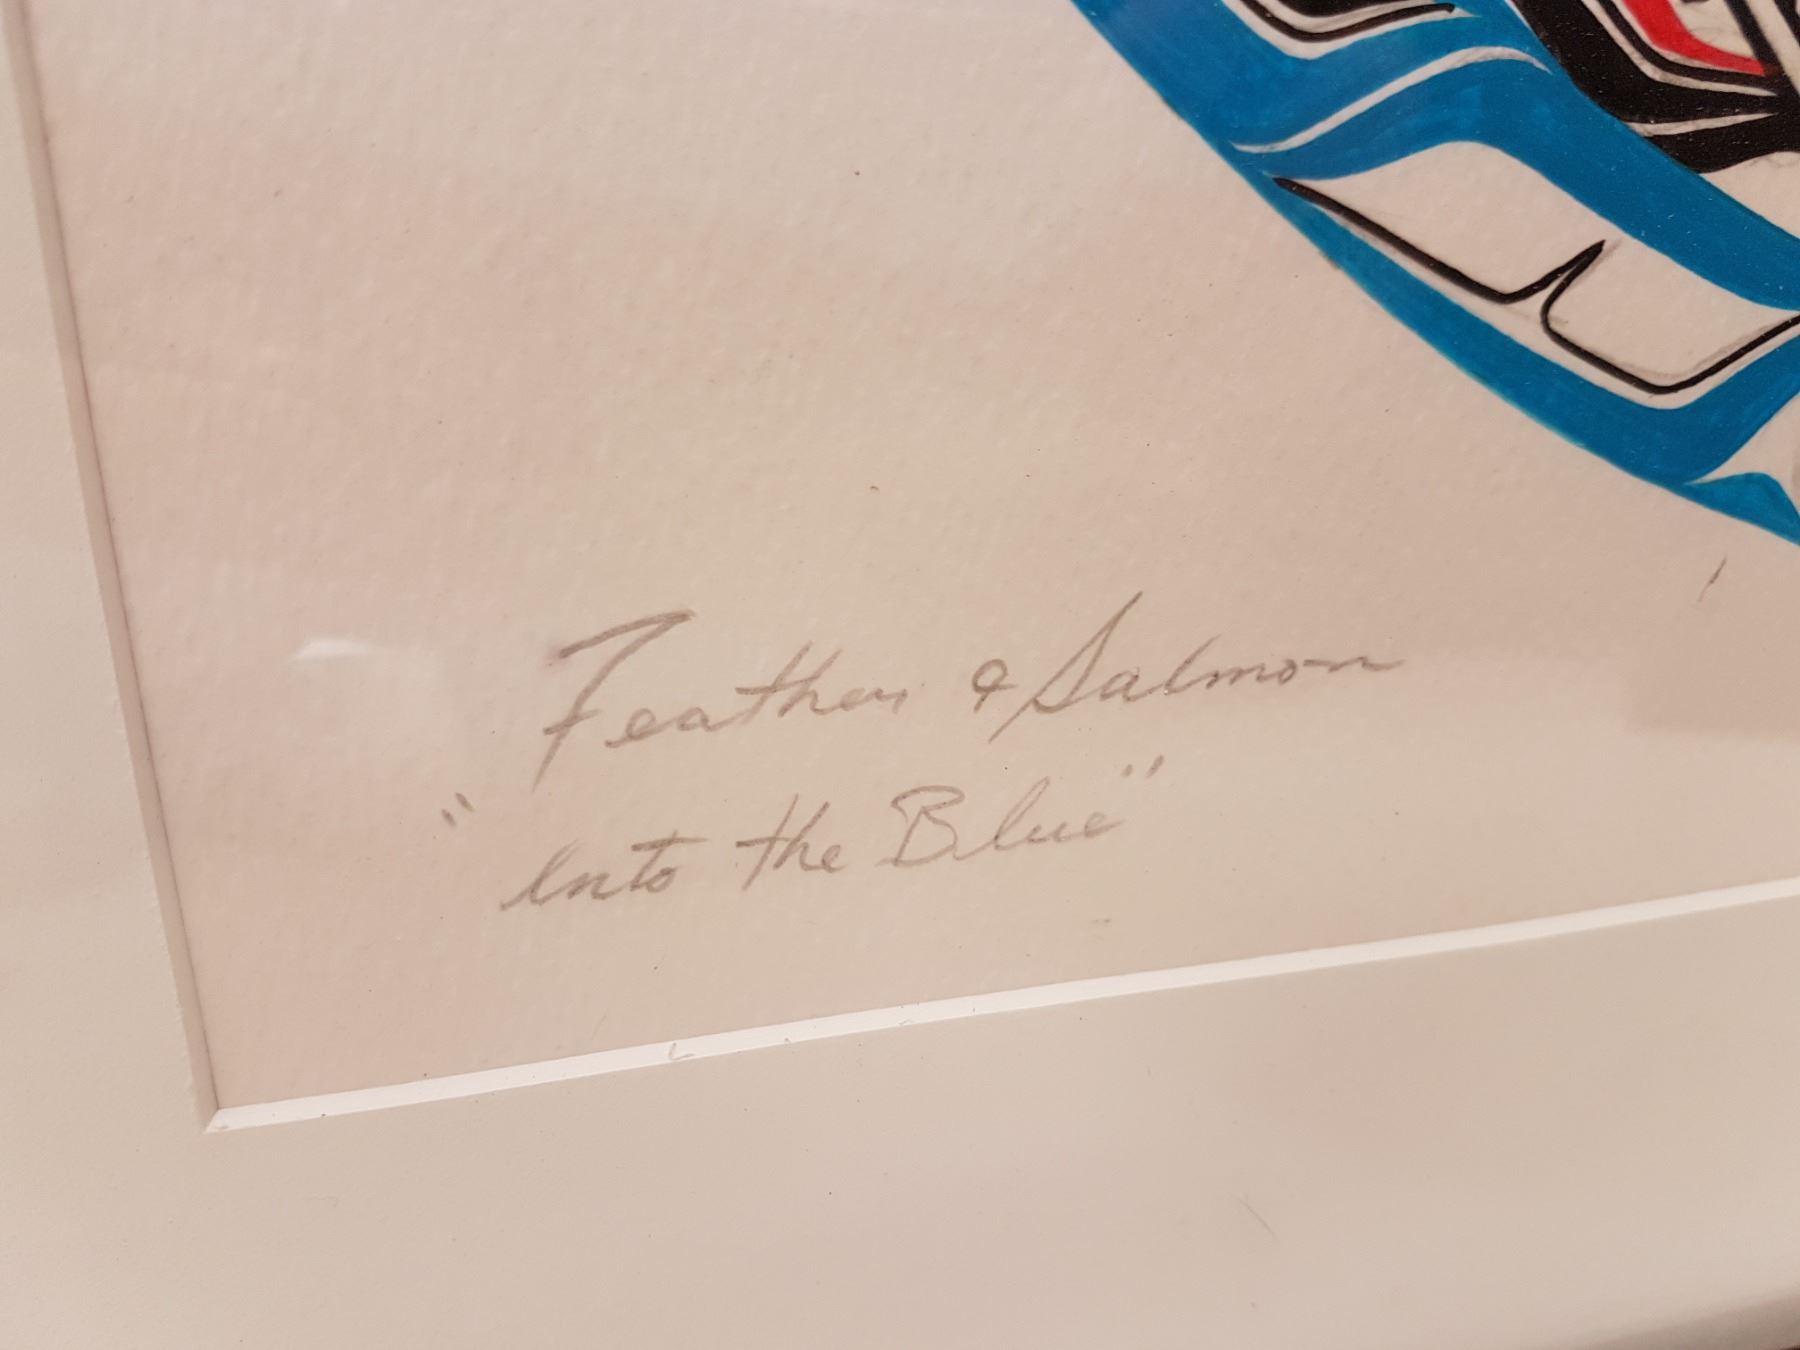 Feather & Salmon
"Into the Blue"